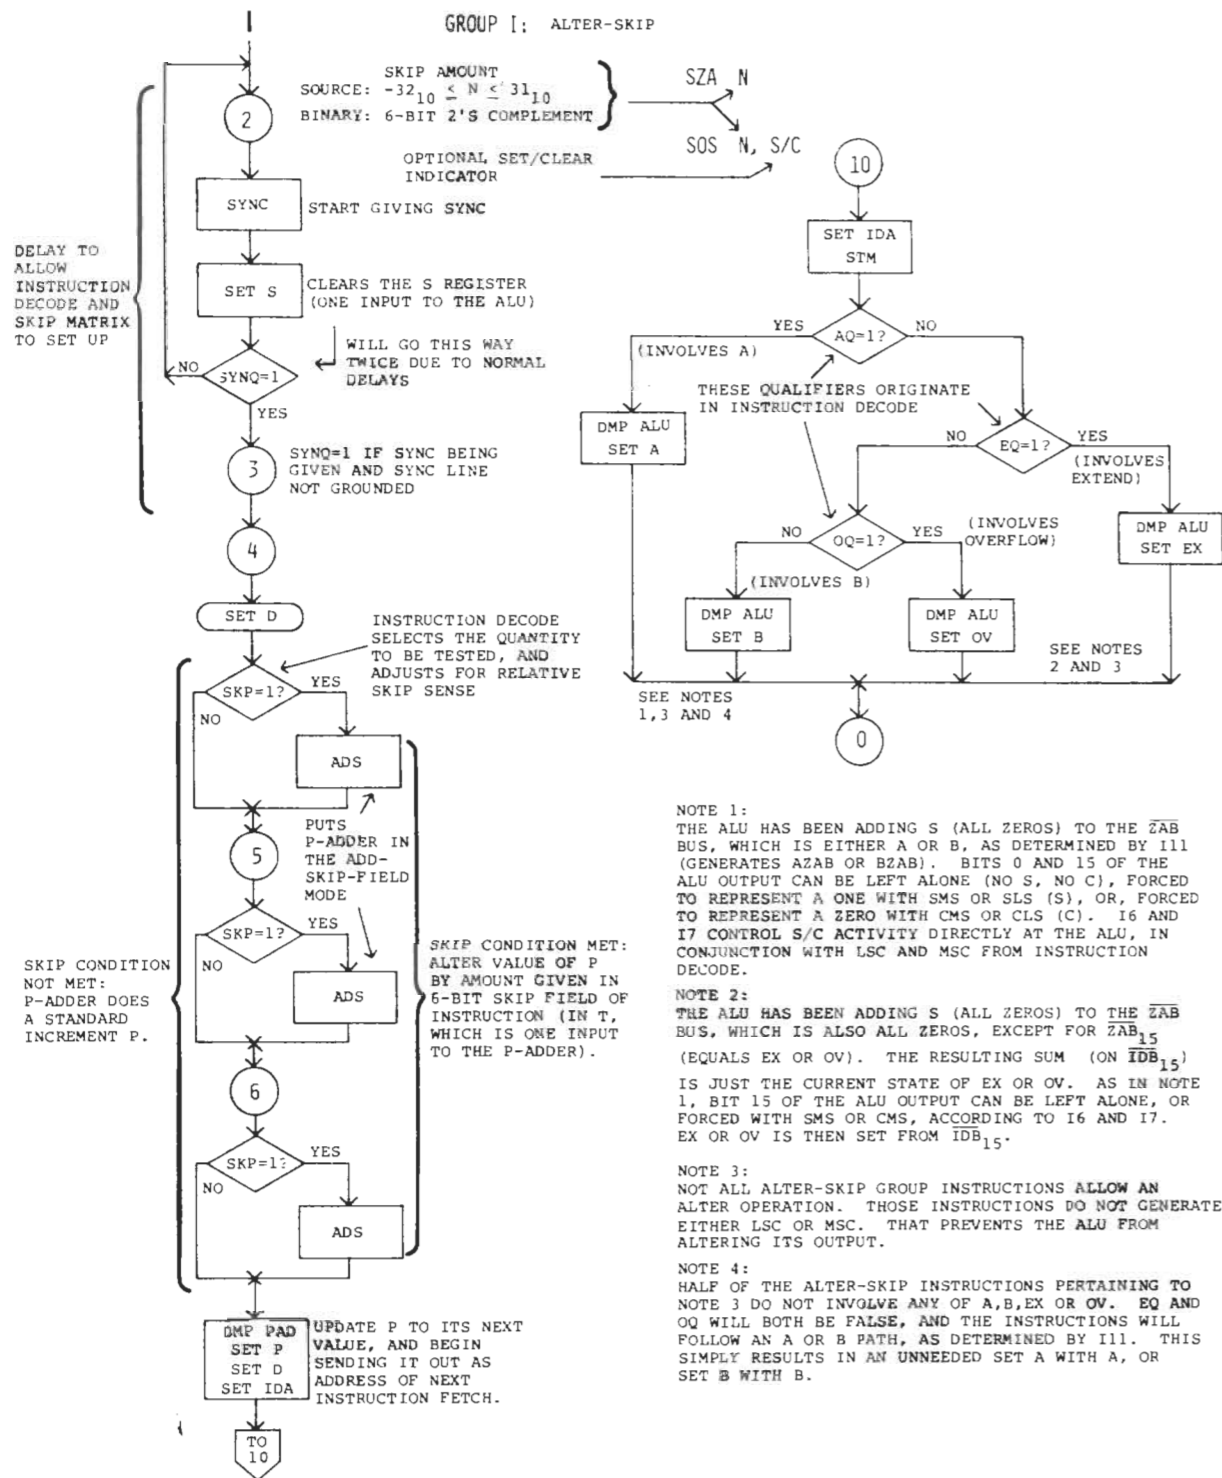 GROUP I: ALTER-SKIP
SKIP AMOUNT
SOURCE: -32₁₀ ≤ N ≤ 31₁₀
BINARY: 6-BIT 2'S COMPLEMENT
SZA N
SOS N, S/C
OPTIONAL SET/CLEAR
INDICATOR
2
SYNC
START GIVING SYNC
SET S
CLEARS THE S REGISTER
(ONE INPUT TO THE ALU)
DELAY TO
ALLOW
INSTRUCTION
DECODE AND
SKIP MATRIX
TO SET UP
WILL GO THIS WAY
TWICE DUE TO NORMAL
DELAYS
NO
SYNQ=1
YES
3
SYNQ=1 IF SYNC BEING
GIVEN AND SYNC LINE
NOT GROUNDED
4
SET D
INSTRUCTION DECODE
SELECTS THE QUANTITY
TO BE TESTED, AND
ADJUSTS FOR RELATIVE
SKIP SENSE
SKP=1?
YES
NO
ADS
PUTS
P-ADDER IN
THE ADD-
SKIP-FIELD
MODE
5
SKP=1?
YES
NO
ADS
SKIP CONDITION
NOT MET:
P-ADDER DOES
A STANDARD
INCREMENT P.
SKIP CONDITION MET:
ALTER VALUE OF P
BY AMOUNT GIVEN IN
6-BIT SKIP FIELD OF
INSTRUCTION (IN T,
WHICH IS ONE INPUT
TO THE P-ADDER).
6
SKP=1?
YES
NO
ADS
DMP PAD
SET P
SET D
SET IDA
UPDATE P TO ITS NEXT
VALUE, AND BEGIN
SENDING IT OUT AS
ADDRESS OF NEXT
INSTRUCTION FETCH.
TO
10
10
SET IDA
STM
YES
AQ=1?
NO
(INVOLVES A)
THESE QUALIFIERS ORIGINATE
IN INSTRUCTION DECODE
DMP ALU
SET A
NO
EQ=1?
YES
(INVOLVES
EXTEND)
NO
OQ=1?
YES
(INVOLVES
OVERFLOW)
(INVOLVES B)
DMP ALU
SET EX
DMP ALU
SET B
DMP ALU
SET OV
SEE NOTES
2 AND 3
SEE NOTES
1,3 AND 4
0
NOTE 1:
THE ALU HAS BEEN ADDING S (ALL ZEROS) TO THE Z̅A̅B̅
BUS, WHICH IS EITHER A OR B, AS DETERMINED BY I11
(GENERATES AZAB OR BZAB). BITS 0 AND 15 OF THE
ALU OUTPUT CAN BE LEFT ALONE (NO S, NO C), FORCED
TO REPRESENT A ONE WITH SMS OR SLS (S), OR, FORCED
TO REPRESENT A ZERO WITH CMS OR CLS (C). I6 AND
I7 CONTROL S/C ACTIVITY DIRECTLY AT THE ALU, IN
CONJUNCTION WITH LSC AND MSC FROM INSTRUCTION
DECODE.
NOTE 2:
THE ALU HAS BEEN ADDING S (ALL ZEROS) TO THE Z̅A̅B̅
BUS, WHICH IS ALSO ALL ZEROS, EXCEPT FOR Z̅A̅B̅₁₅
(EQUALS EX OR OV). THE RESULTING SUM (ON I̅D̅B̅₁₅)
IS JUST THE CURRENT STATE OF EX OR OV. AS IN NOTE
1, BIT 15 OF THE ALU OUTPUT CAN BE LEFT ALONE, OR
FORCED WITH SMS OR CMS, ACCORDING TO I6 AND I7.
EX OR OV IS THEN SET FROM I̅D̅B̅₁₅.
NOTE 3:
NOT ALL ALTER-SKIP GROUP INSTRUCTIONS ALLOW AN
ALTER OPERATION. THOSE INSTRUCTIONS DO NOT GENERATE
EITHER LSC OR MSC. THAT PREVENTS THE ALU FROM
ALTERING ITS OUTPUT.
NOTE 4:
HALF OF THE ALTER-SKIP INSTRUCTIONS PERTAINING TO
NOTE 3 DO NOT INVOLVE ANY OF A,B,EX OR OV. EQ AND
OQ WILL BOTH BE FALSE, AND THE INSTRUCTIONS WILL
FOLLOW AN A OR B PATH, AS DETERMINED BY I11. THIS
SIMPLY RESULTS IN AN UNNEEDED SET A WITH A, OR
SET B WITH B.